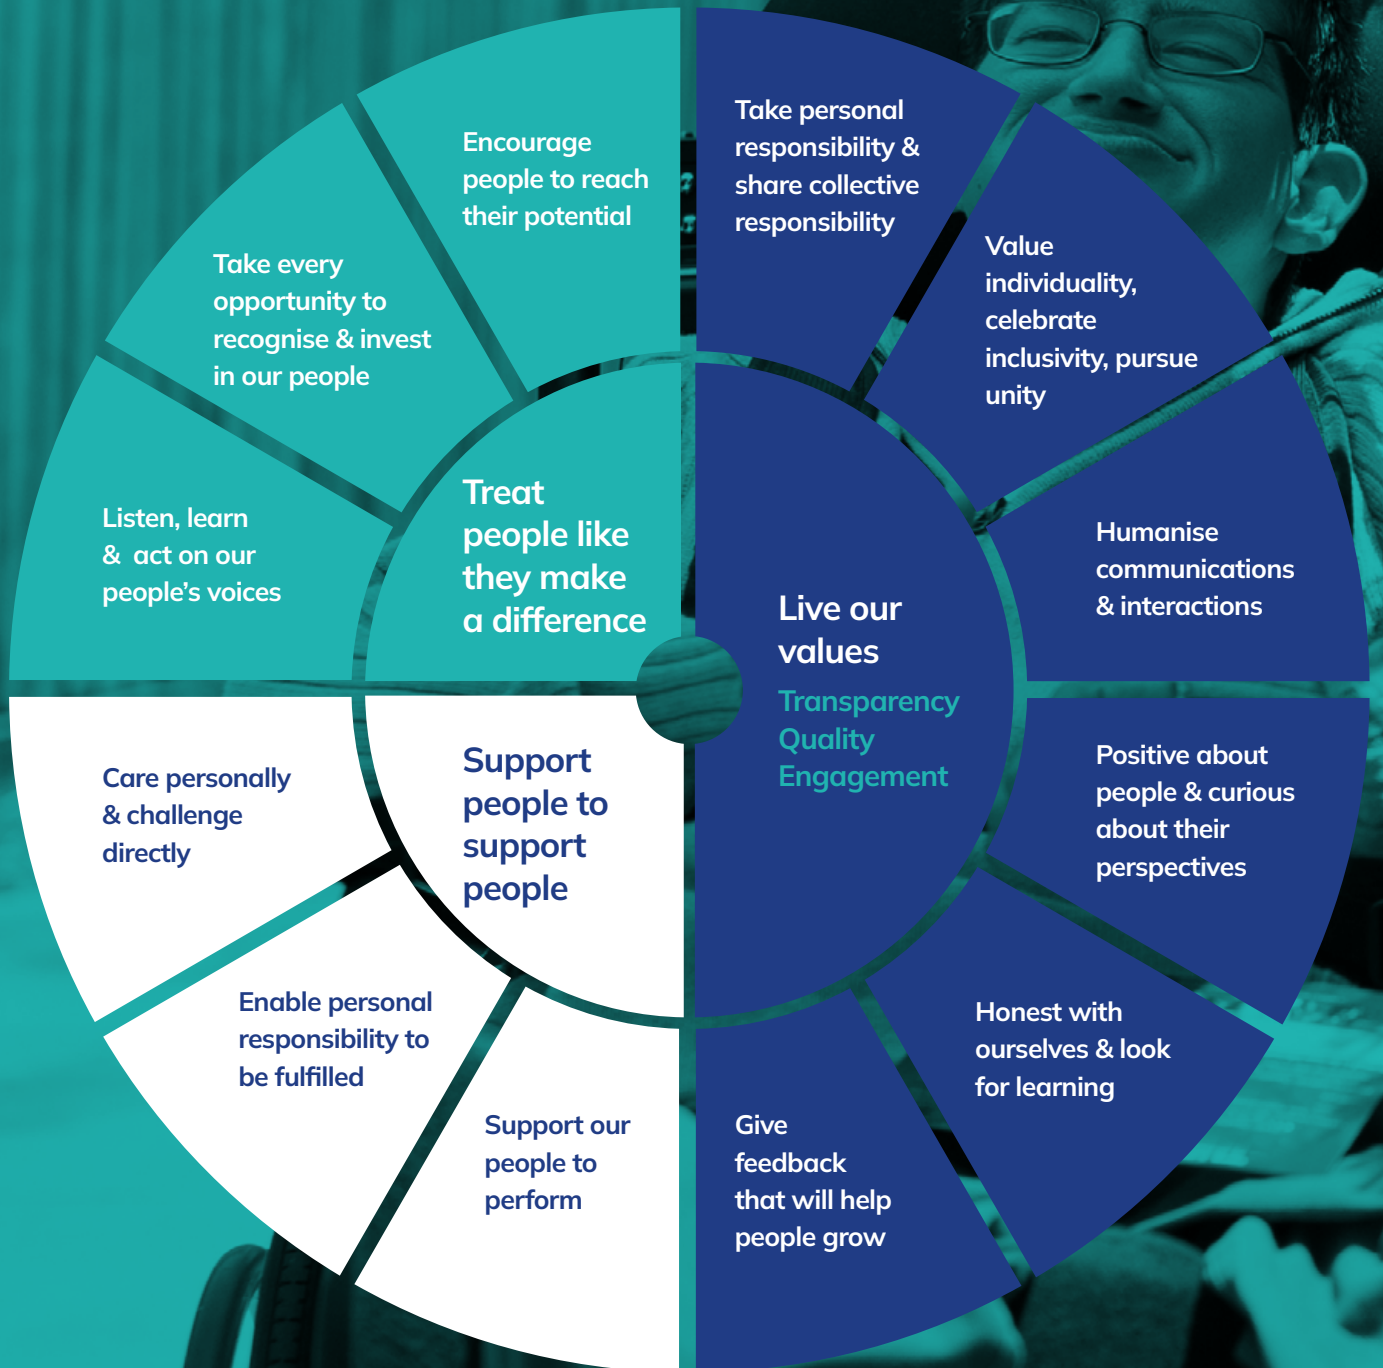 Encourage
people to reach
their potential
Take personal
responsibility &
share collective
responsibility
Take every
opportunity to
recognise & invest
in our people
Value
individuality,
celebrate
inclusivity, pursue
unity
Listen, learn
& act on our
people’s voices
Treat
people like
they make
a difference
Humanise
communications
& interactions
Live our
values
Transparency
Quality
Engagement
Care personally
& challenge
directly
Support
people to
support
people
Positive about
people & curious
about their
perspectives
Enable personal
responsibility to
be fulfilled
Honest with
ourselves & look
for learning
Support our
people to
perform
Give
feedback
that will help
people grow